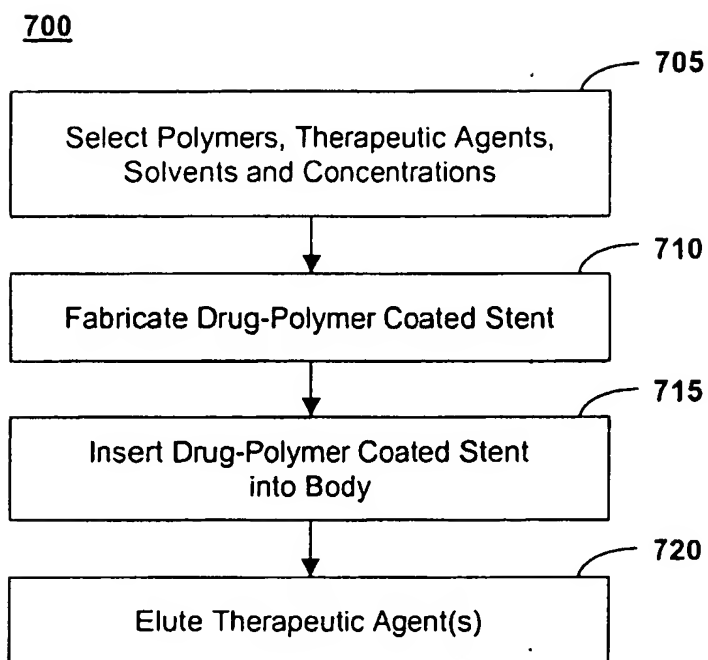 700
705
Select Polymers, Therapeutic Agents,
Solvents and Concentrations
710
Fabricate Drug-Polymer Coated Stent
715
Insert Drug-Polymer Coated Stent
into Body
720
Elute Therapeutic Agent(s)